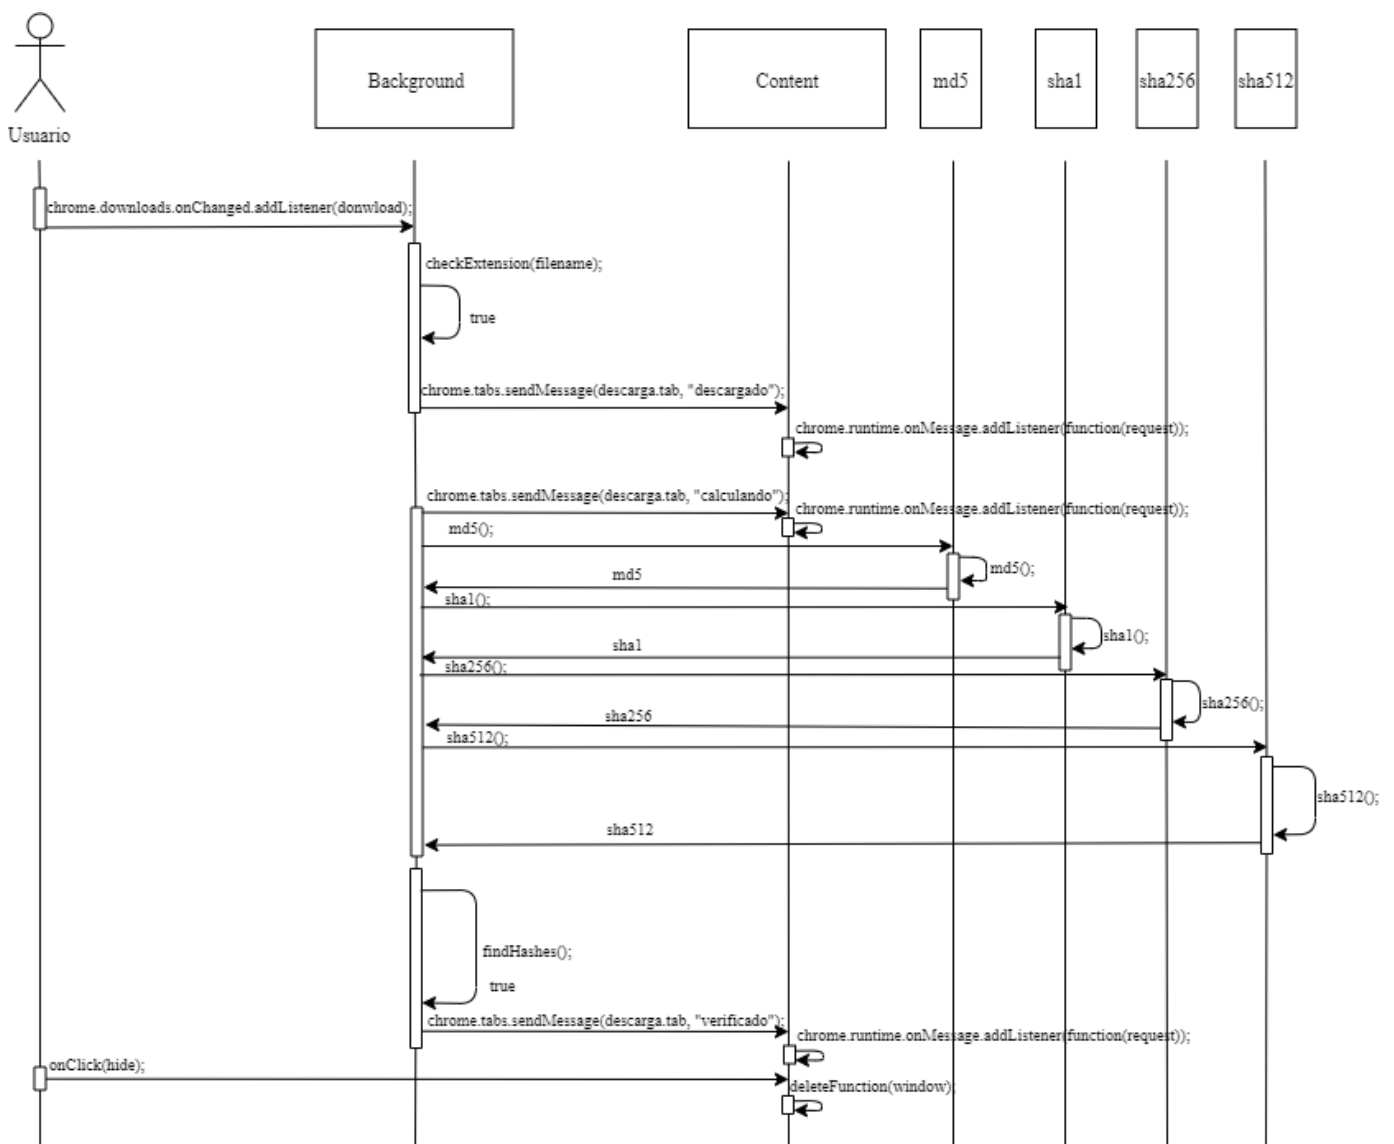 Background
Content
md5
sha1
sha256
sha512
Usuario
chrome.downloads.onChanged.addListener(donwload);
checkExtension(filename);
true
chrome.tabs.sendMessage(descarga.tab, "descargado");
chrome.runtime.onMessage.addListener(function(request));
chrome.tabs.sendMessage(descarga.tab, "calculando");
chrome.runtime.onMessage.addListener(function(request));
md5();
md5();
md5
sha1();
sha1();
sha1
sha256();
sha256();
sha256
sha512();
sha512();
sha512
findHashes();
true
chrome.tabs.sendMessage(descarga.tab, "verificado");
chrome.runtime.onMessage.addListener(function(request));
onClick(hide);
deleteFunction(window);